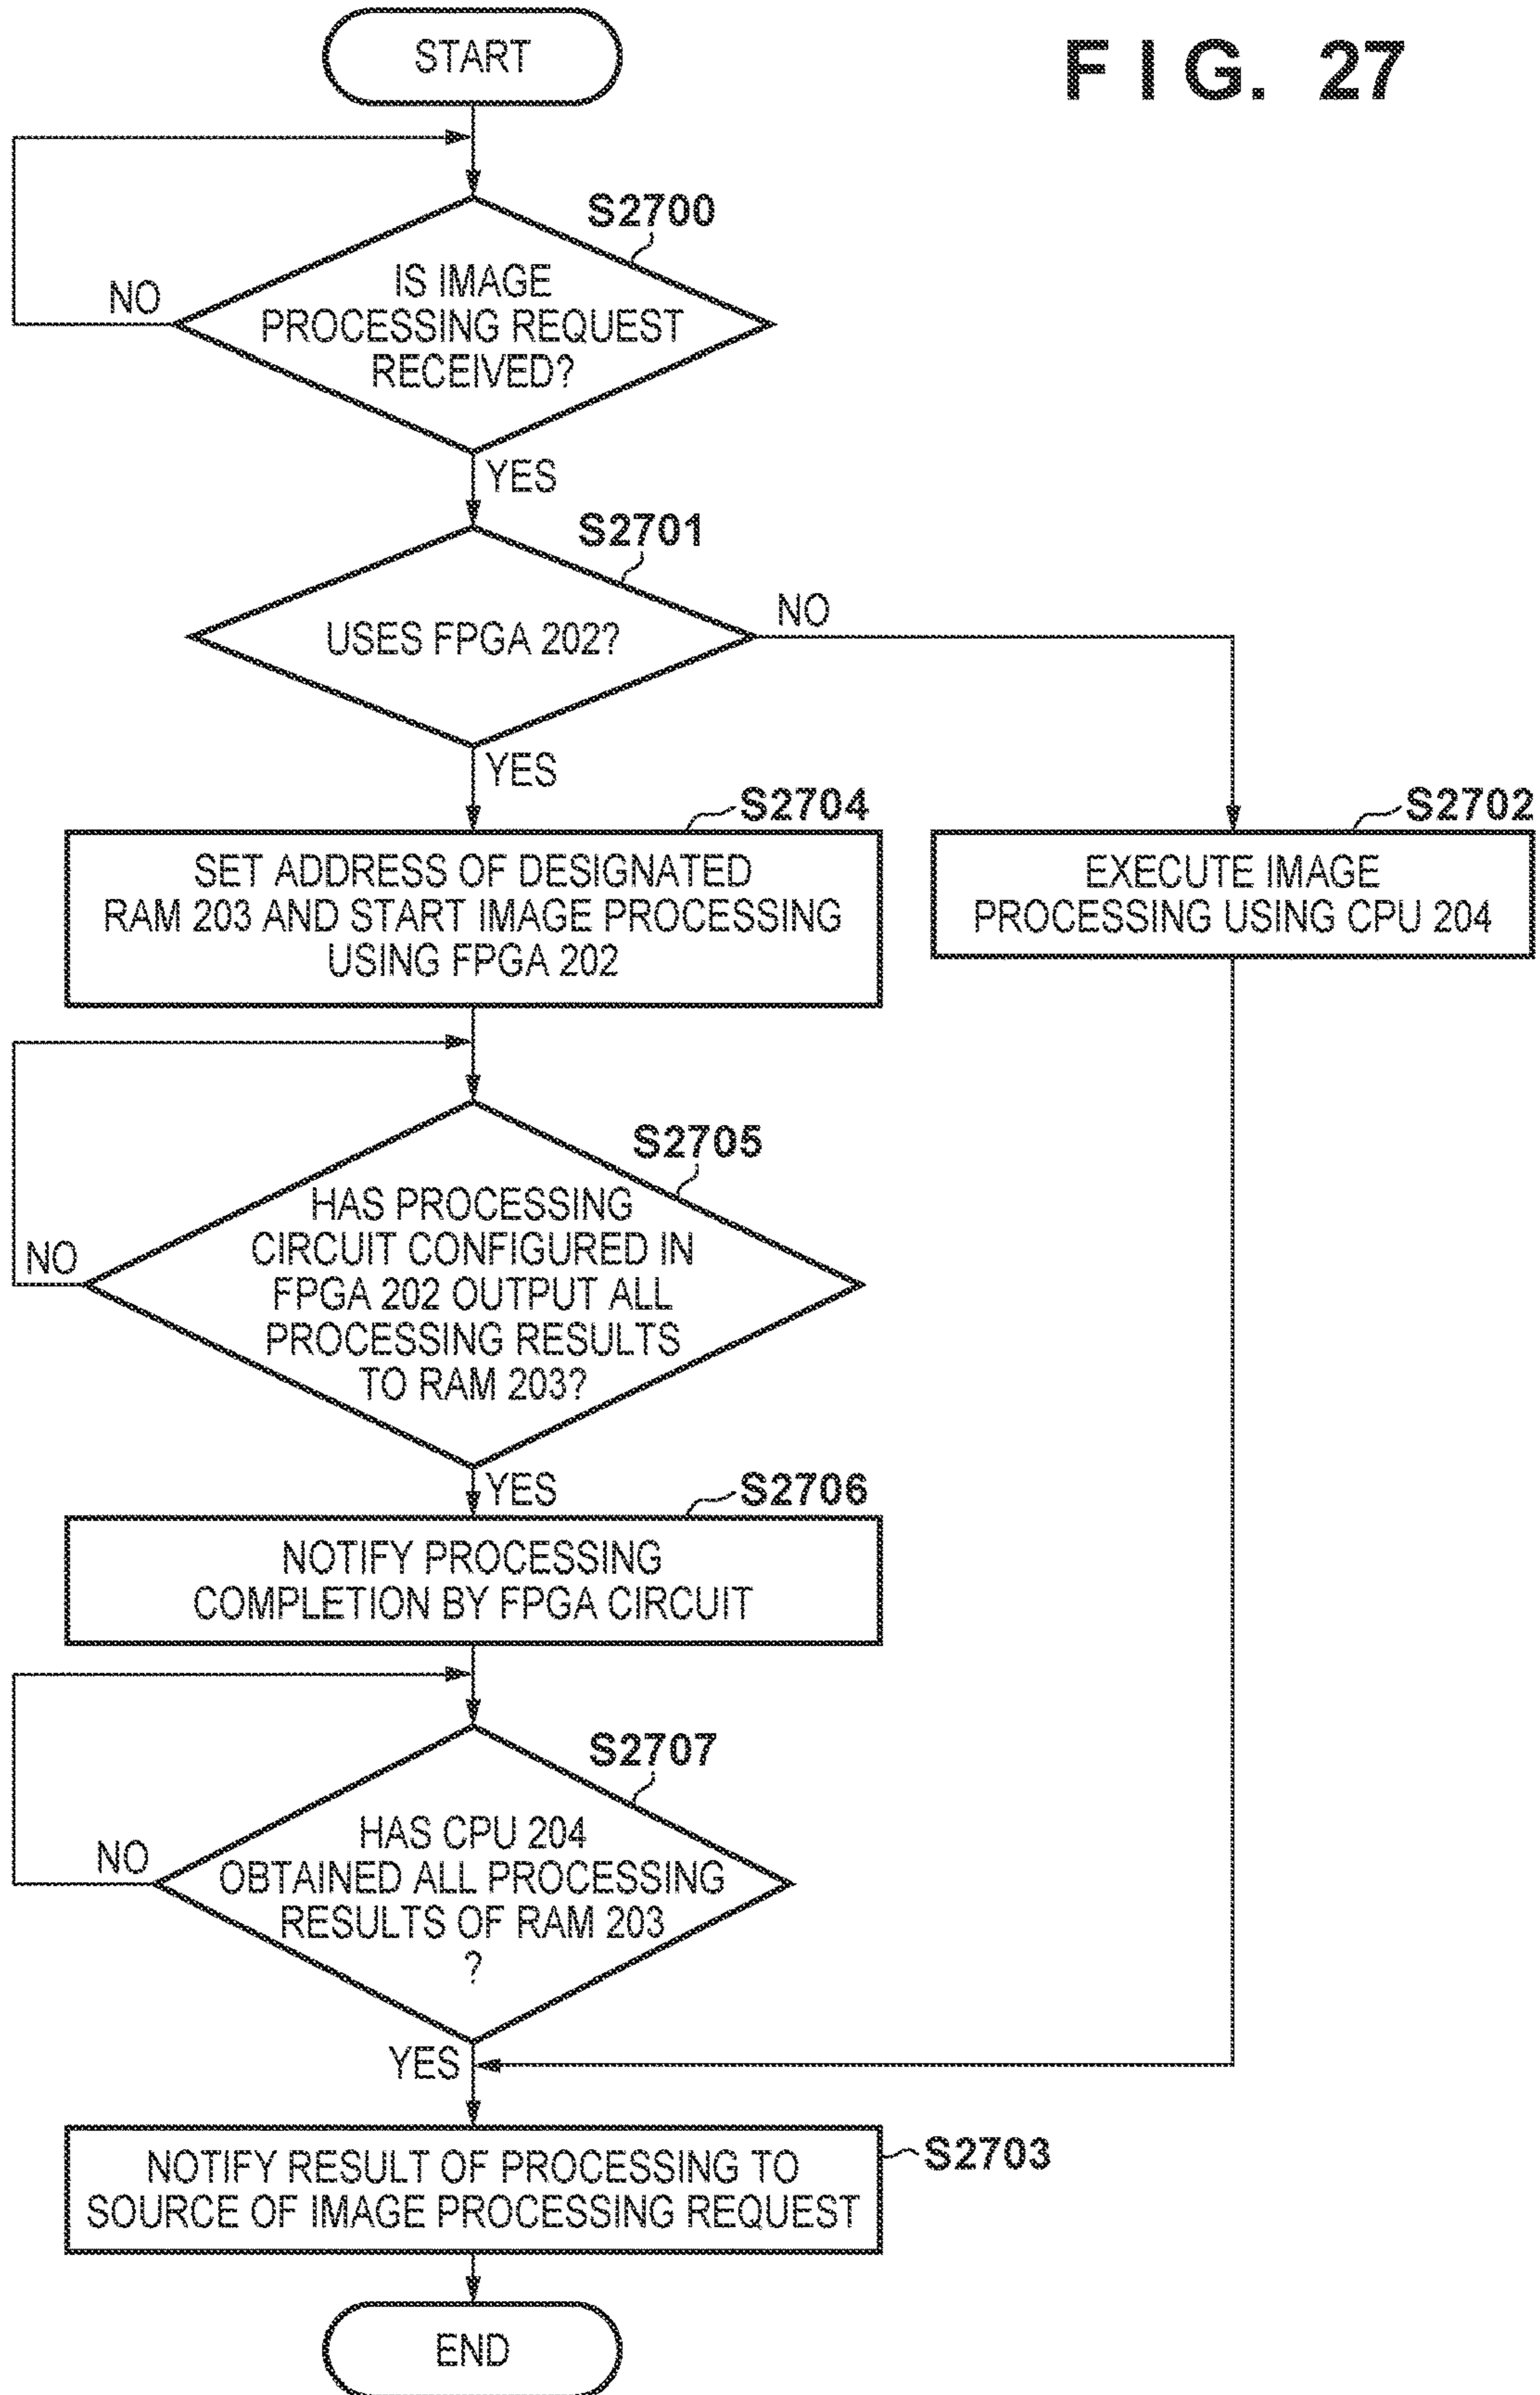 START
F I G. 27
S2700
IS IMAGE
PROCESSING REQUEST
RECEIVED?
NO
YES
S2701
USES FPGA 202?
NO
YES
S2704
SET ADDRESS OF DESIGNATED
RAM 203 AND START IMAGE PROCESSING
USING FPGA 202
S2702
EXECUTE IMAGE
PROCESSING USING CPU 204
S2705
HAS PROCESSING
CIRCUIT CONFIGURED IN
FPGA 202 OUTPUT ALL
PROCESSING RESULTS
TO RAM 203?
NO
YES
S2706
NOTIFY PROCESSING
COMPLETION BY FPGA CIRCUIT
S2707
HAS CPU 204
OBTAINED ALL PROCESSING
RESULTS OF RAM 203
?
NO
YES
S2703
NOTIFY RESULT OF PROCESSING TO
SOURCE OF IMAGE PROCESSING REQUEST
END